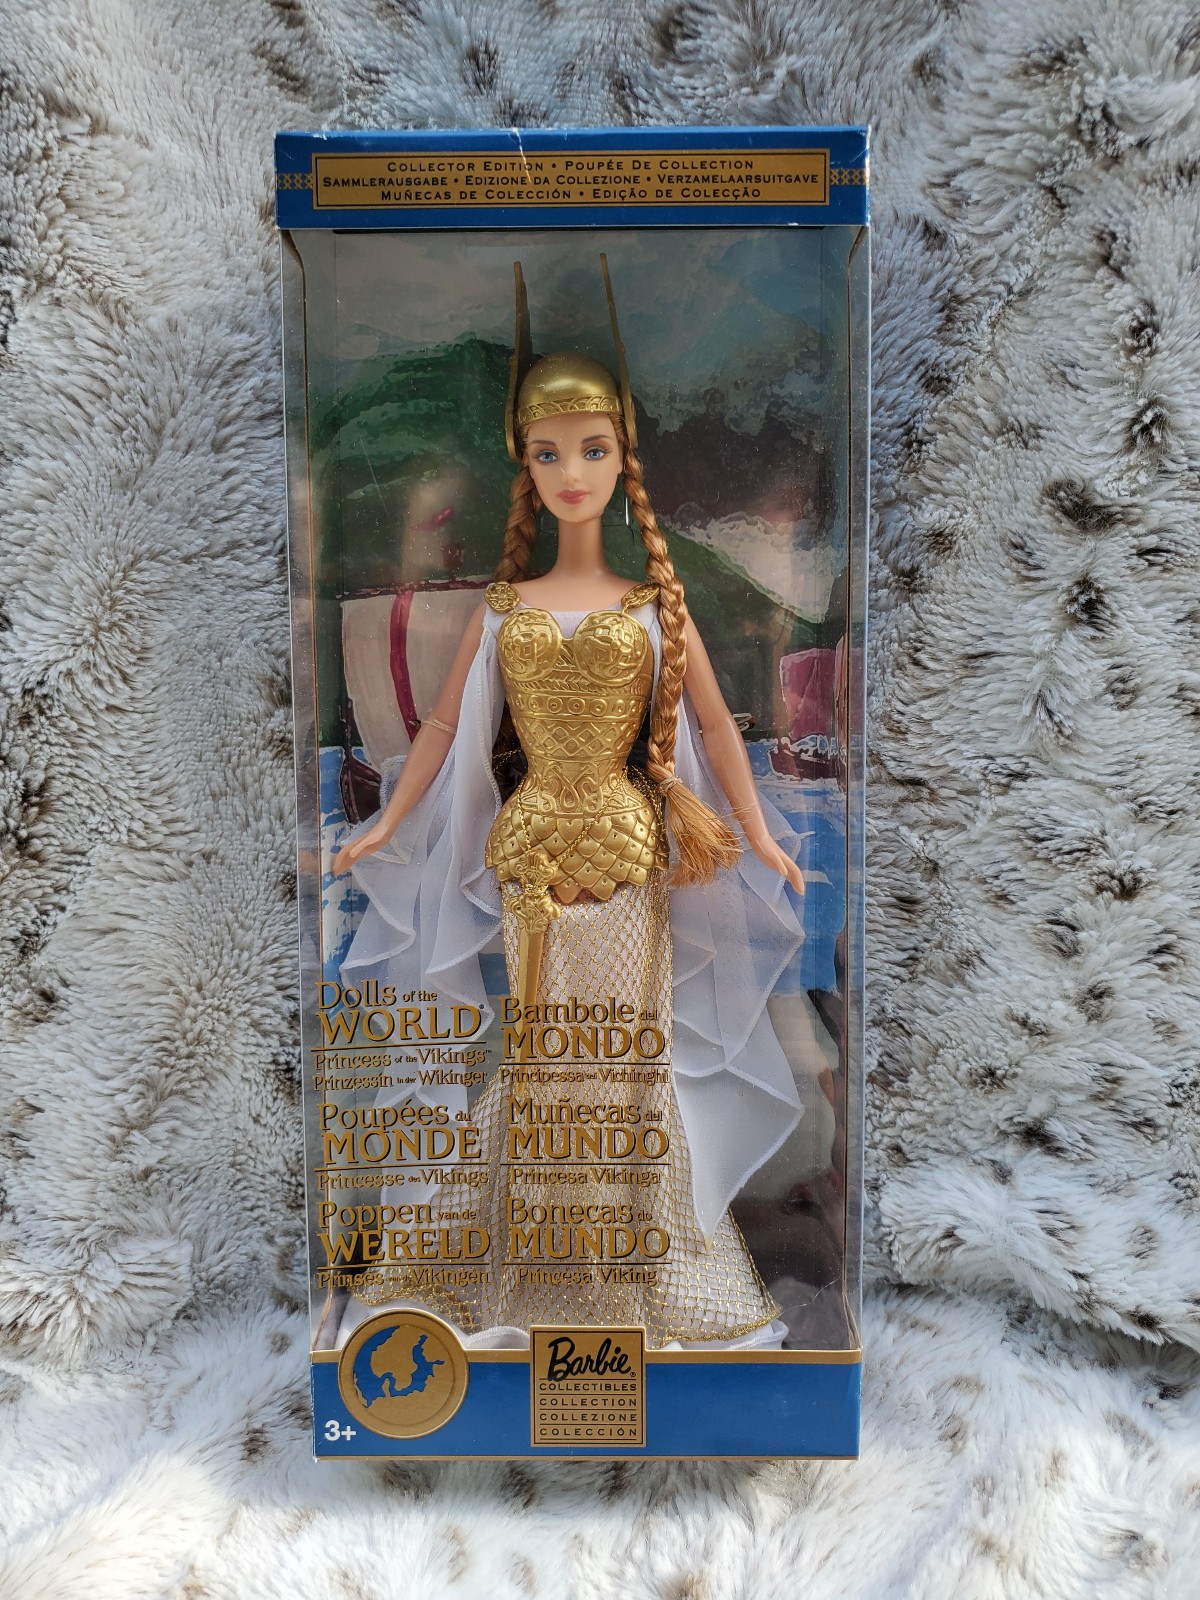 COLLECTOR EDITION • POUPÉE DE COLLECTION
SAMMLERAUSGABE • EDIZIONE DA COLLEZIONE • VERZAMELAARSUITGAVE
MUÑECAS DE COLECCIÓN • EDIÇÃO DE COLECÇÃO
Dolls of the
WORLD®
Princess of the Vikings™
Prinzessin in der Wikinger
Bambole del
MONDO
Principessa dei Vichinghi
Poupées du
MONDE
Princesse des Vikings
Muñecas del
MUNDO
Princesa Vikinga
Poppen van de
WERELD
Prinses Vikingen
Bonecas do
MUNDO
Princesa Viking
3+
Barbie®
COLLECTIBLES
COLLECTION
COLLEZIONE
COLECCIÓN